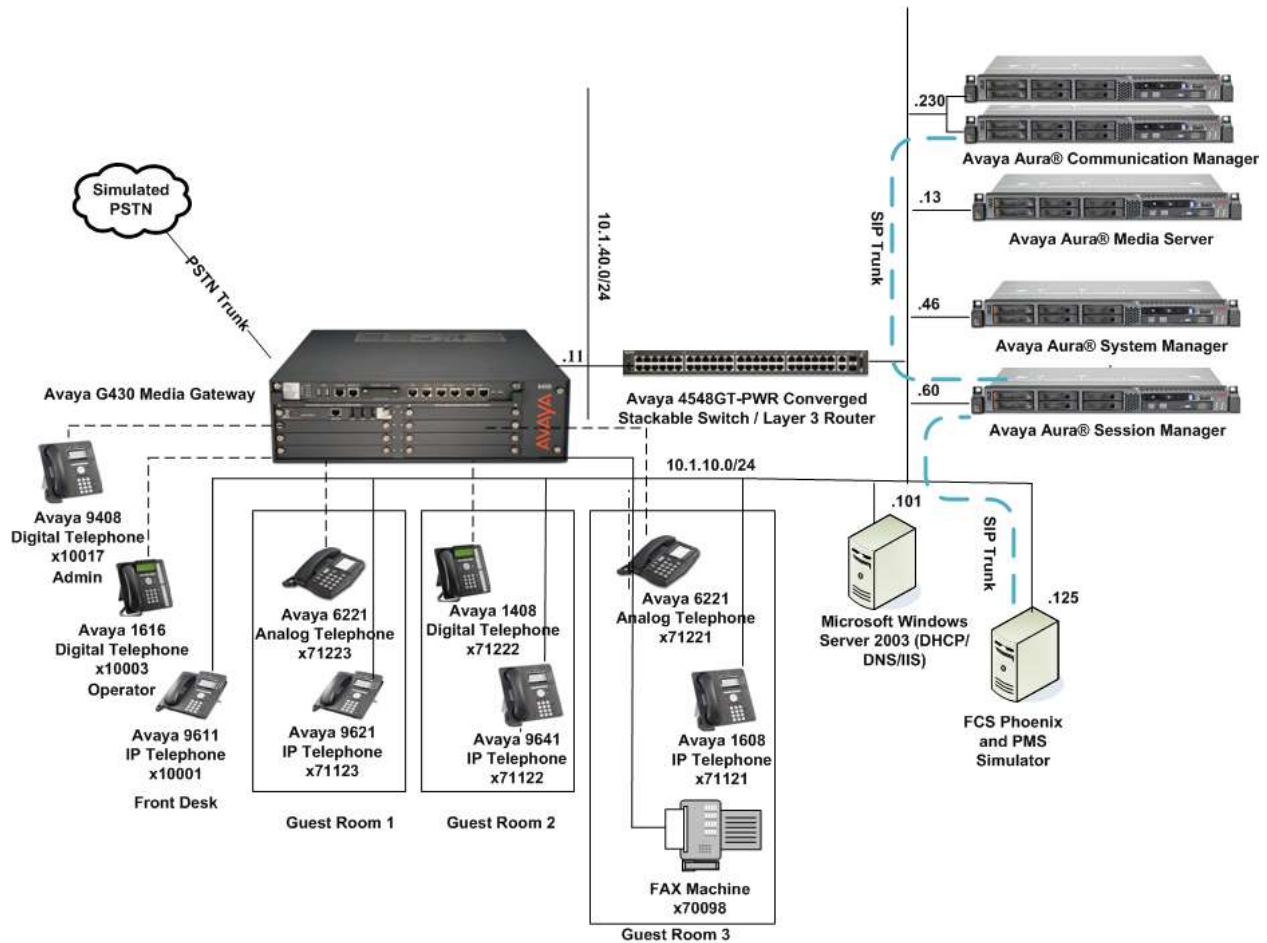 Simulated
PSTN
PSTN Trunk
Avaya G430 Media Gateway
AVAYA
10.1.40.0/24
.11
Avaya 4548GT-PWR Converged
Stackable Switch / Layer 3 Router
.230
Avaya Aura® Communication Manager
SIP Trunk
.13
Avaya Aura® Media Server
.46
Avaya Aura® System Manager
.60
Avaya Aura® Session Manager
10.1.10.0/24
Avaya 9408
Digital Telephone
x10017
Admin
Avaya 1616
Digital Telephone
x10003
Operator
Avaya 9611
IP Telephone
x10001
Front Desk
Avaya 6221
Analog Telephone
x71223
Avaya 9621
IP Telephone
x71123
Guest Room 1
Avaya 1408
Digital Telephone
x71222
Avaya 9641
IP Telephone
x71122
Guest Room 2
Avaya 6221
Analog Telephone
x71221
Avaya 1608
IP Telephone
x71121
FAX Machine
x70098
Guest Room 3
.101
Microsoft Windows
Server 2003 (DHCP/
DNS/IIS)
SIP Trunk
.125
FCS Phoenix
and PMS
Simulator